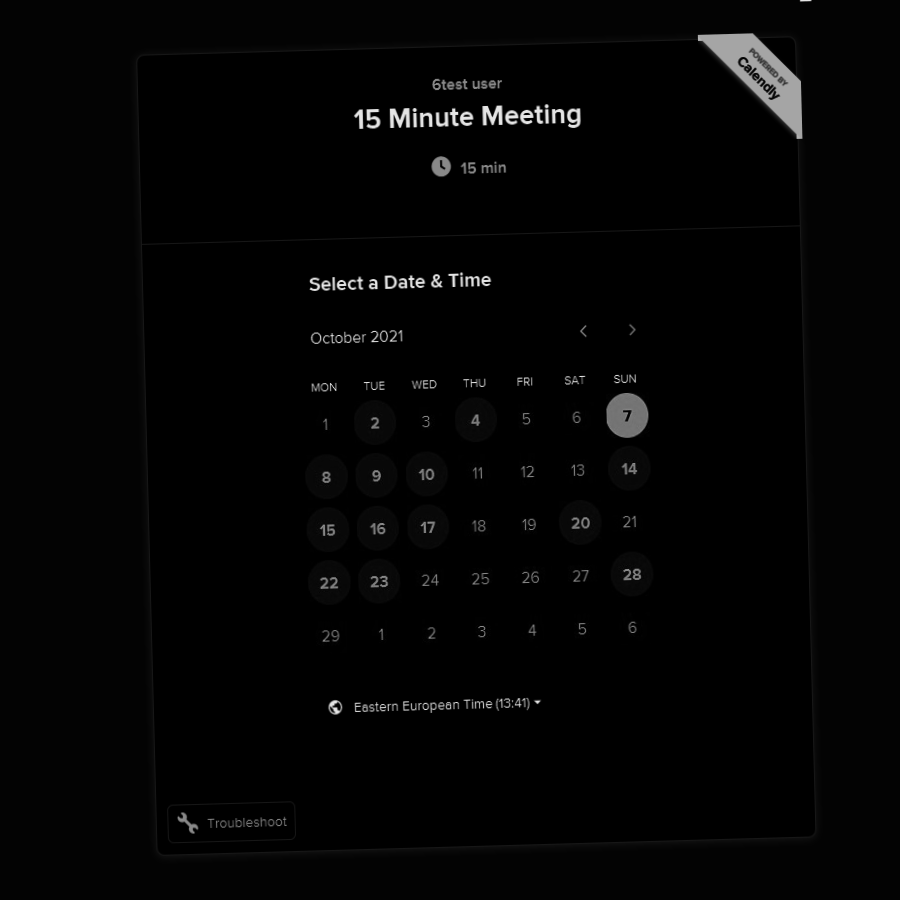 POWERED BY
Calendly
6test user
15 Minute Meeting
15 min
Select a Date & Time
October 2021
MON TUE WED THU FRI SAT SUN
1 2 3 4 5 6 7
8 9 10 11 12 13 14
15 16 17 18 19 20 21
22 23 24 25 26 27 28
29 1 2 3 4 5 6
Eastern European Time (13:41)
Troubleshoot